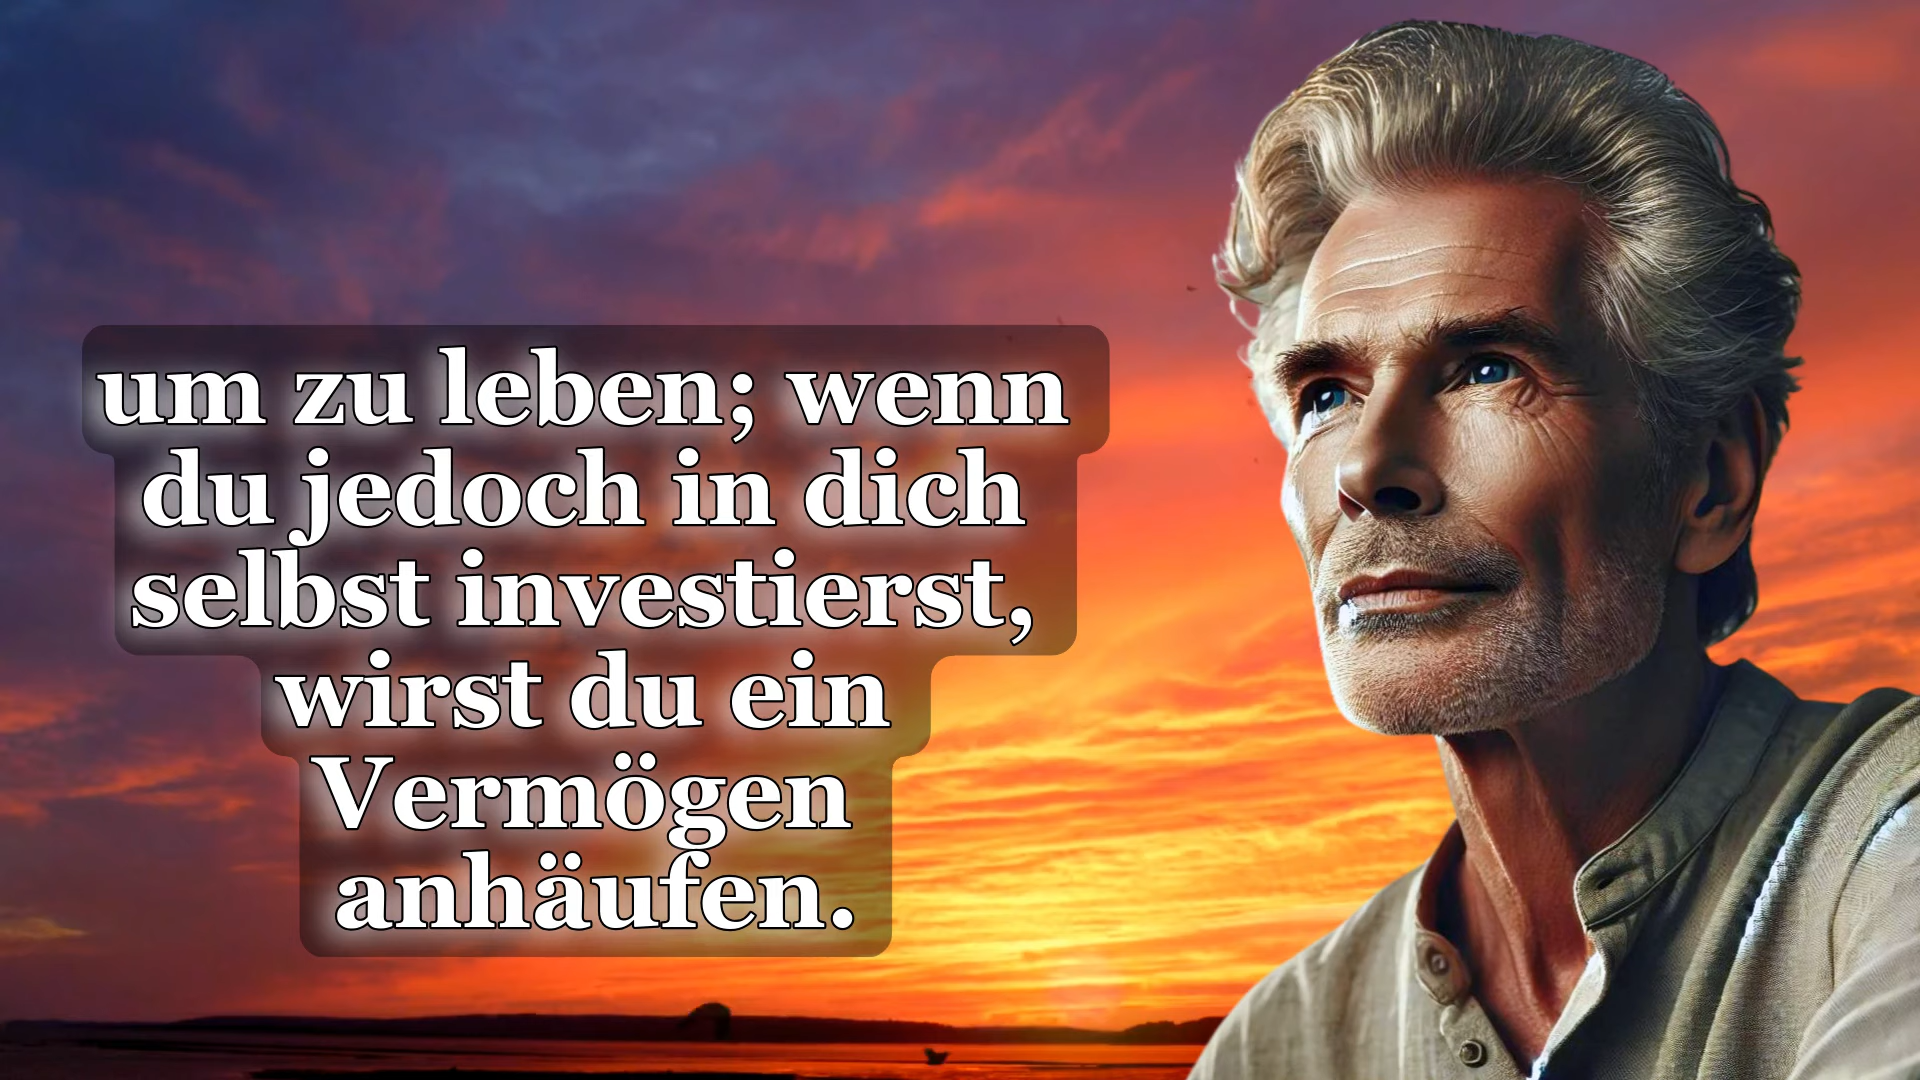 um zu leben; wenn
du jedoch in dich
selbst investierst,
wirst du ein
Vermögen
anhäufen.